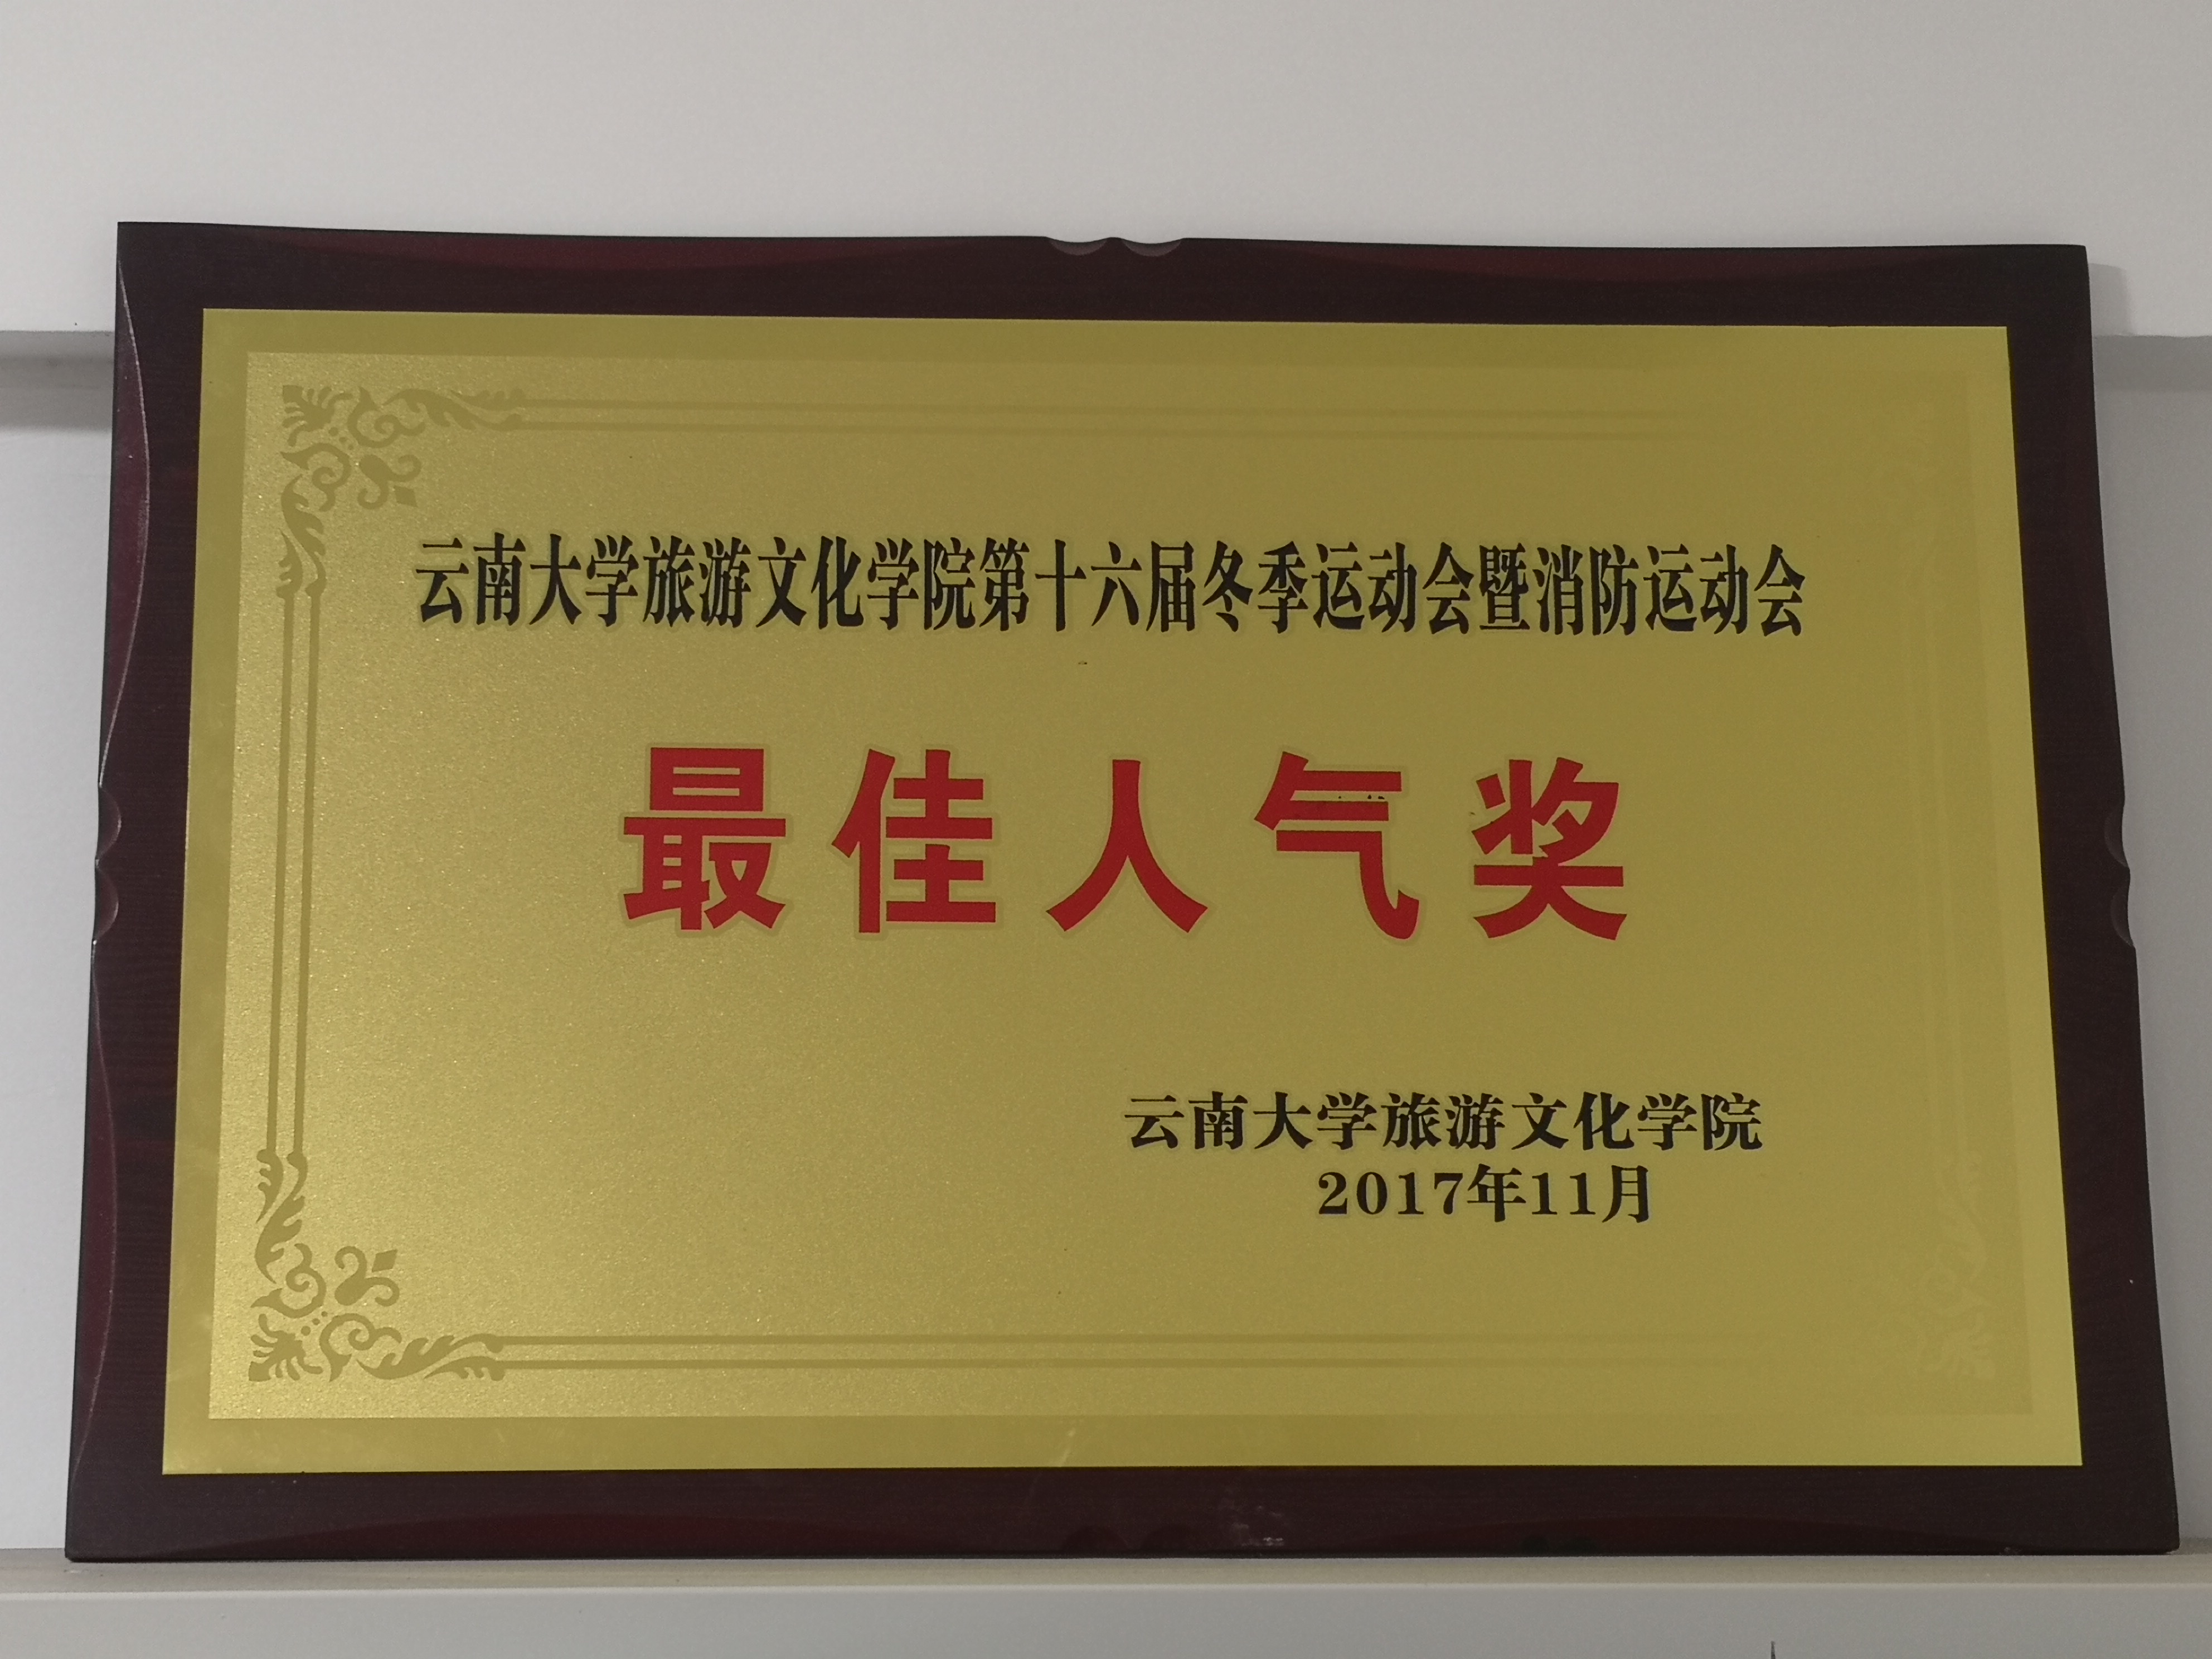 云南大学旅游文化学院第十六届冬季运动会暨消防运动会
最佳人气奖
云南大学旅游文化学院
2017年11月